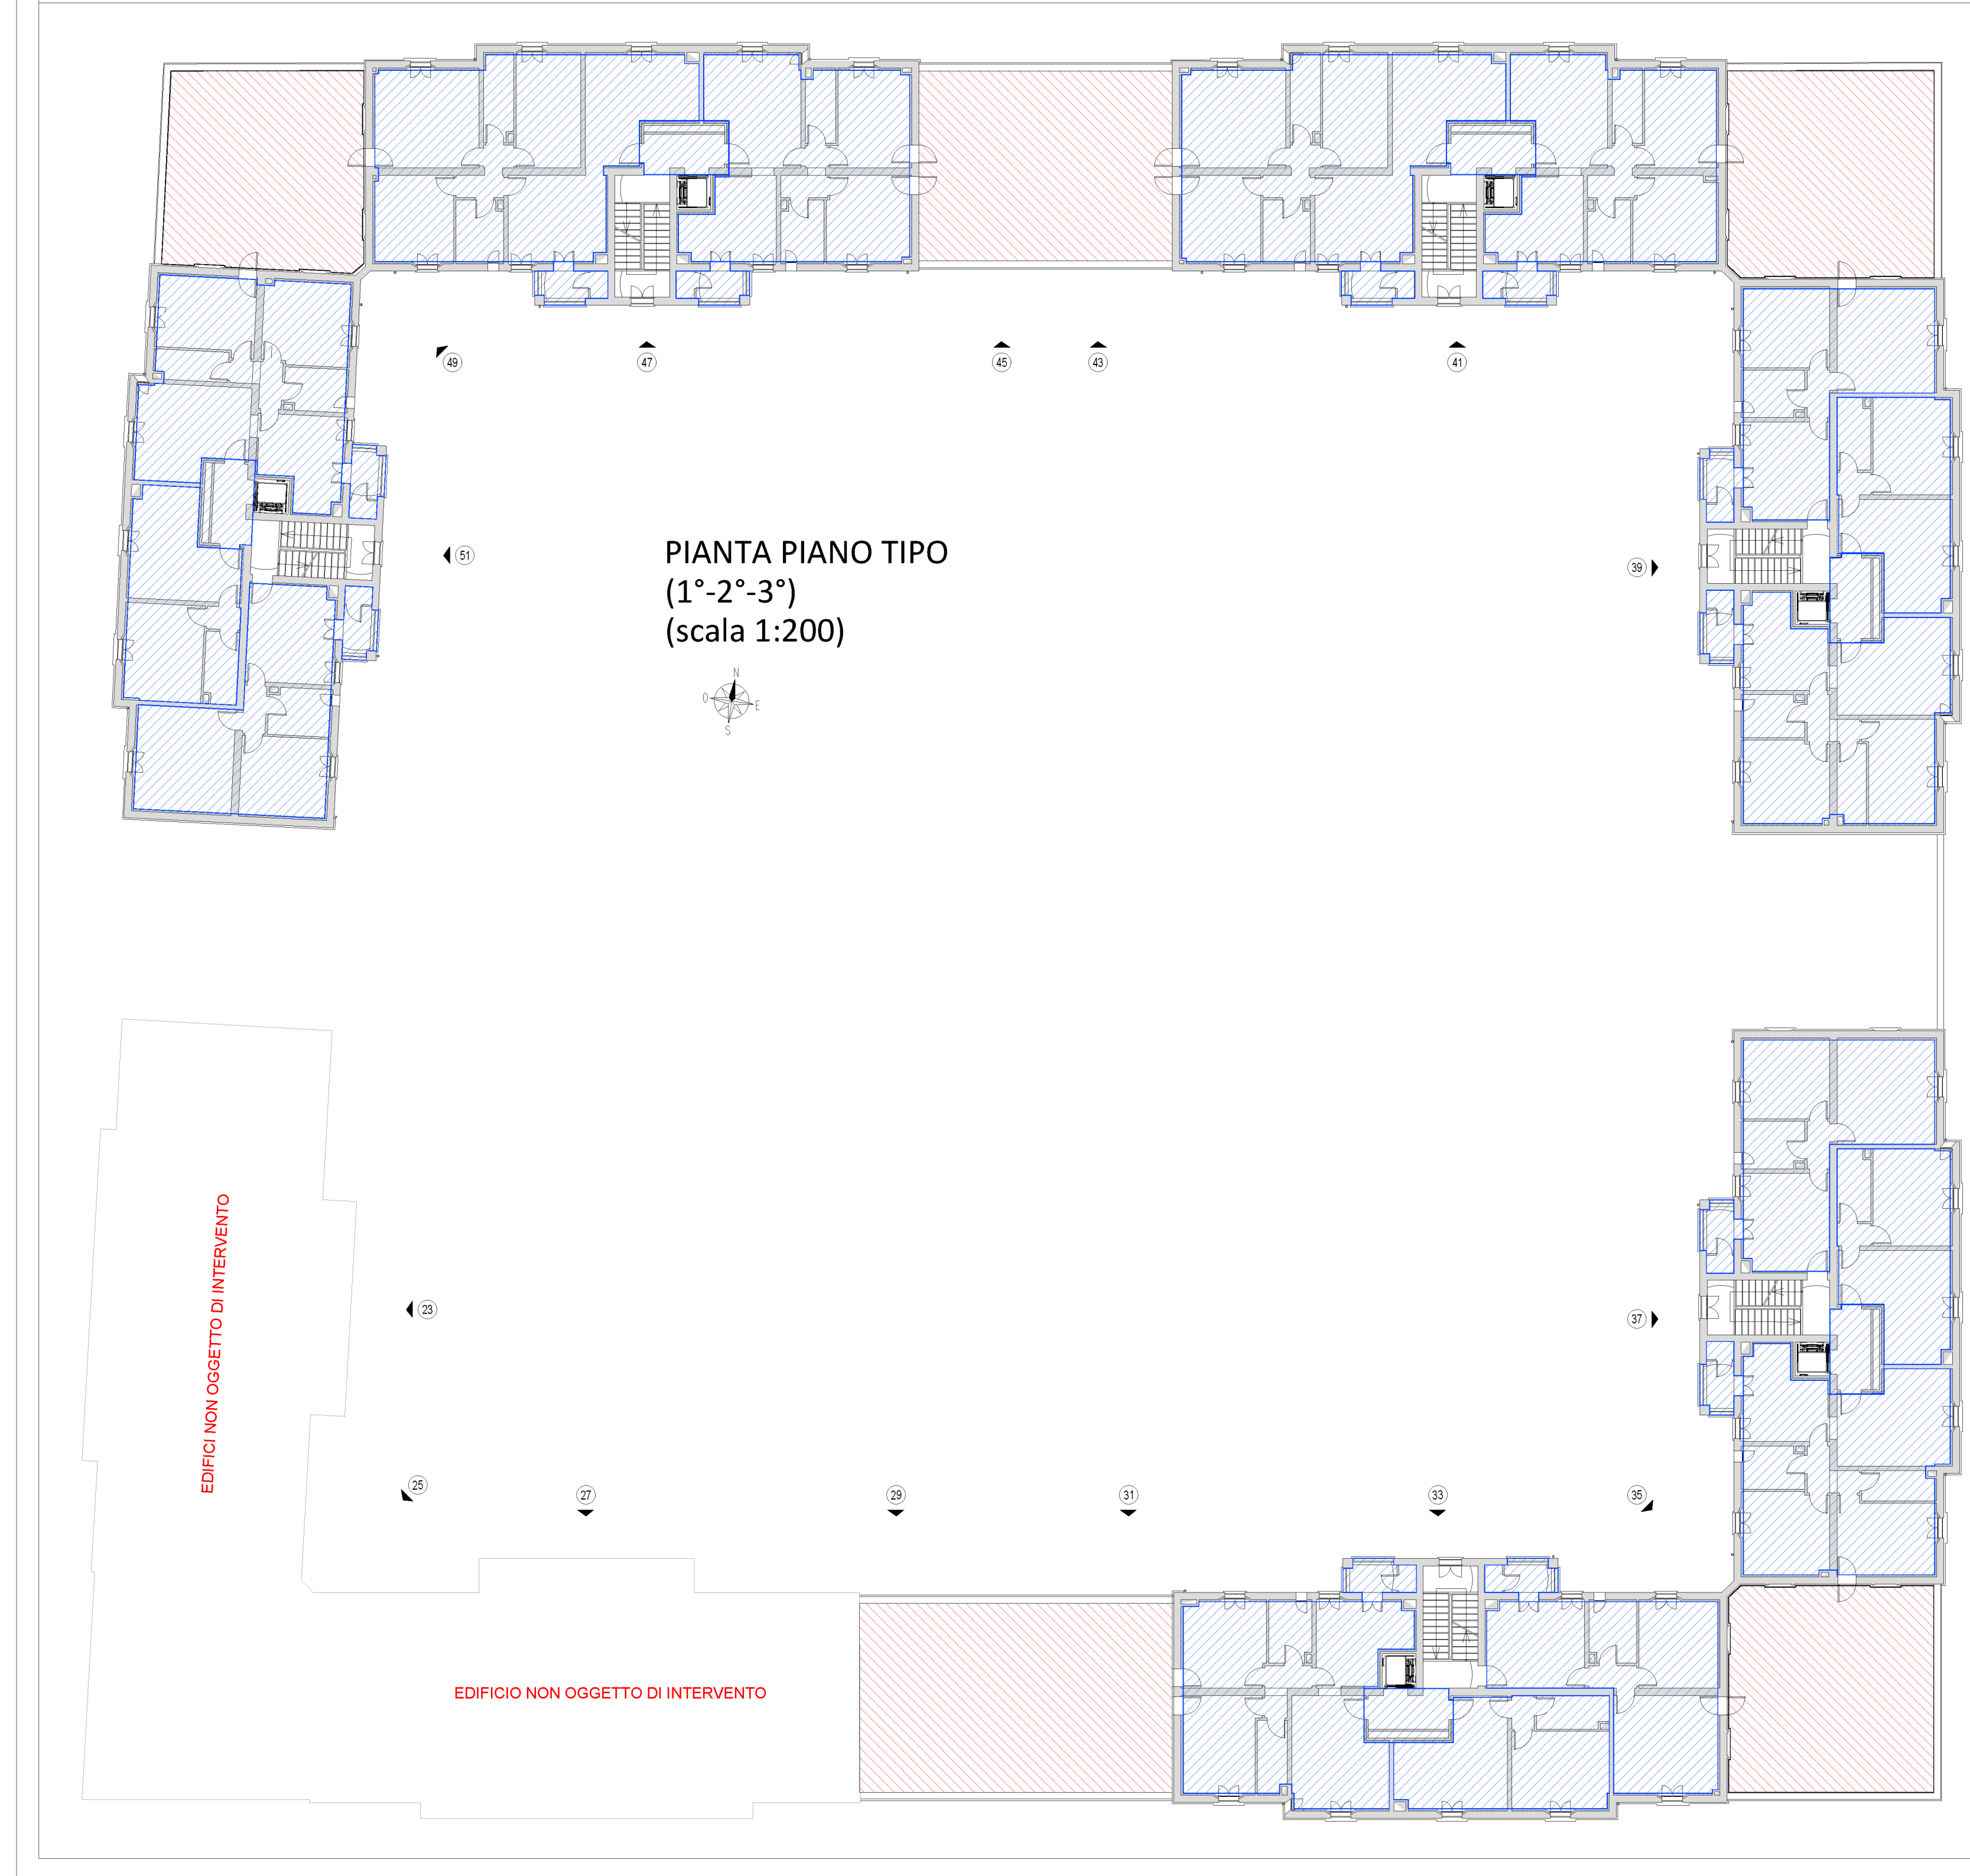 49
47
45
43
41
51
PIANTA PIANO TIPO
(1°-2°-3°)
(scala 1:200)
39
N
O
E
S
EDIFICI NON OGGETTO DI INTERVENTO
23
37
25
27
29
31
33
35
EDIFICIO NON OGGETTO DI INTERVENTO